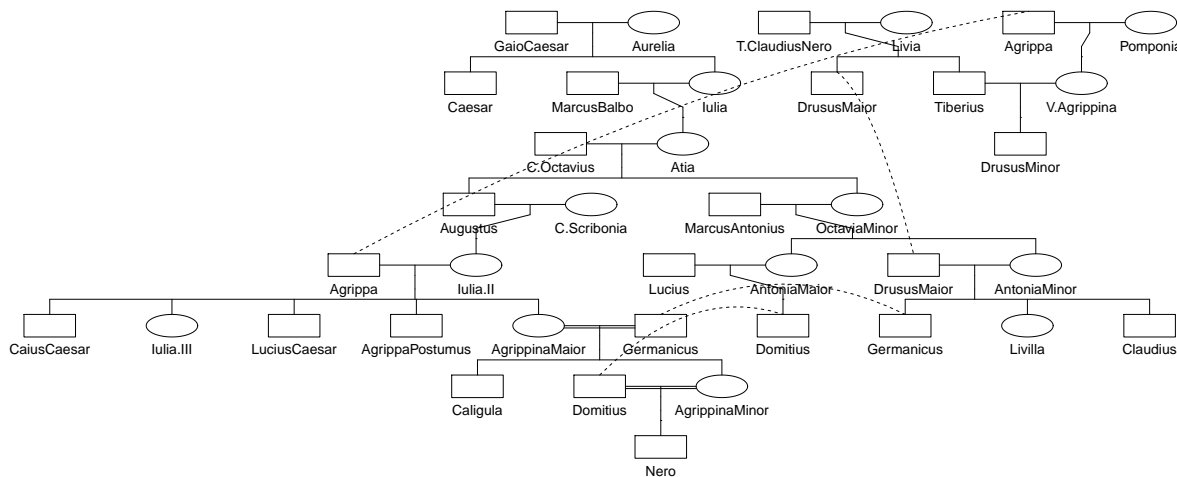 GaioCaesar Aurelia T.ClaudiusNero Livia Agrippa Pomponia
Caesar MarcusBalbo Iulia DrususMaior Tiberius V.Agrippina
C.Octavius Atia DrususMinor
Augustus C.Scribonia MarcusAntonius OctaviaMinor
Agrippa Iulia.II Lucius AntoniaMaior DrususMaior AntoniaMinor
CaiusCaesar Iulia.III LuciusCaesar AgrippaPostumus AgrippinaMaior Germanicus Domitius Germanicus Livilla Claudius
Caligula Domitius AgrippinaMinor
Nero